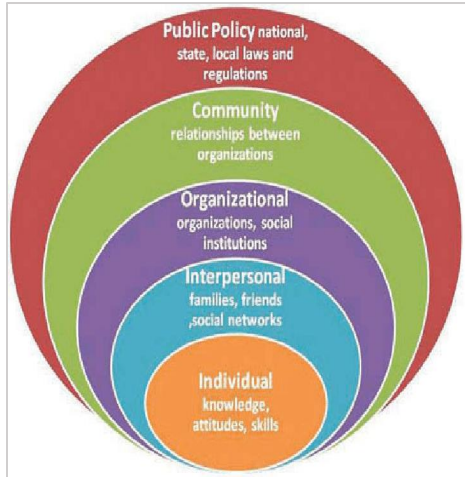 Public Policy national,
state, local laws and
regulations
Community
relationships between
organizations
Organizational
organizations, social
institutions
Interpersonal
families, friends
,social networks
Individual
knowledge,
attitudes, skills